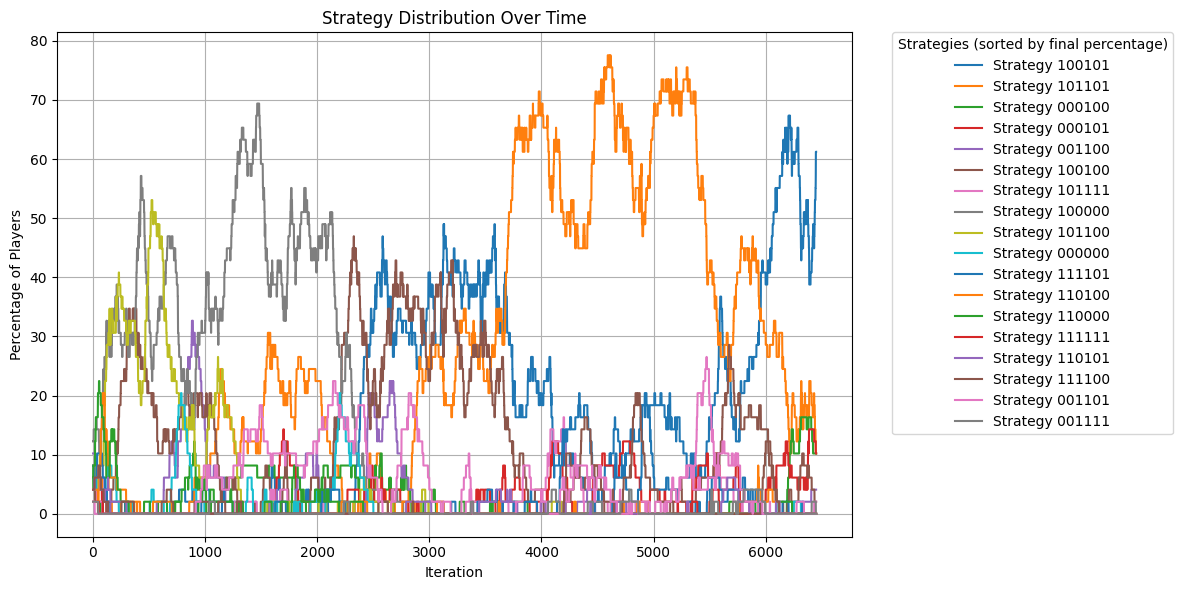 Strategy Distribution Over Time
Percentage of Players
80
70
60
50
40
30
20
10
0
0 1000 2000 3000 4000 5000 6000
Iteration
Strategies (sorted by final percentage)
Strategy 100101
Strategy 101101
Strategy 000100
Strategy 000101
Strategy 001100
Strategy 100100
Strategy 101111
Strategy 100000
Strategy 101100
Strategy 000000
Strategy 111101
Strategy 110100
Strategy 110000
Strategy 111111
Strategy 110101
Strategy 111100
Strategy 001101
Strategy 001111